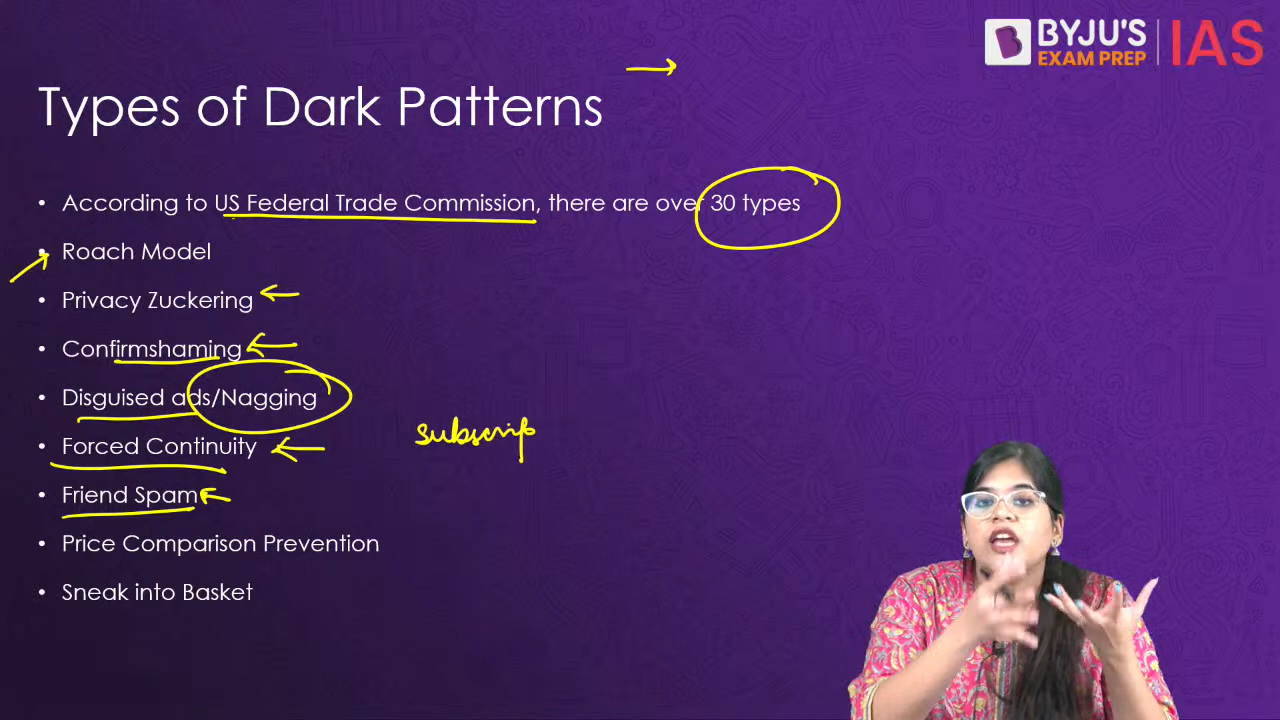 BYJU'S
EXAM PREP
IAS
Types of Dark Patterns
• According to US Federal Trade Commission, there are over 30 types
• Roach Model
• Privacy Zuckering
• Confirmshaming
• Disguised ads/Nagging
• Forced Continuity
subscrip
• Friend Spam
• Price Comparison Prevention
• Sneak into Basket